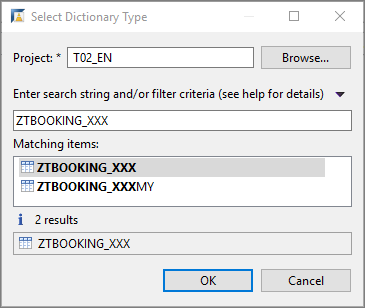 Select Dictionary Type
Project: * T02_EN Browse...
Enter search string and/or filter criteria (see help for details)
ZTBOOKING_XXX
Matching items:
ZTBOOKING_XXX
ZTBOOKING_XXXMY
2 results
ZTBOOKING_XXX
OK Cancel